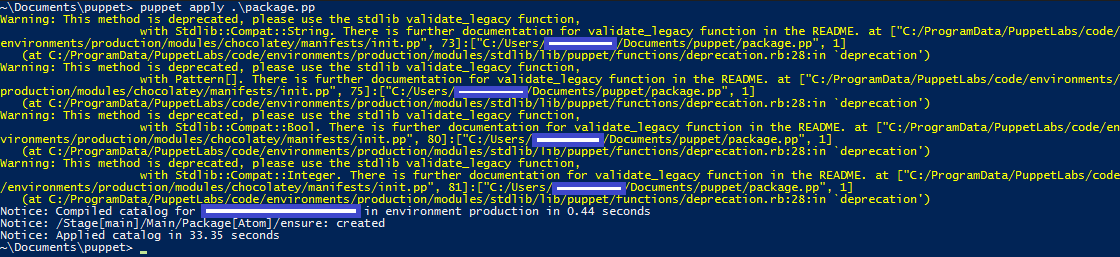 ~\Documents\puppet> puppet apply .\package.pp
Warning: This method is deprecated, please use the stdlib validate_legacy function,
with Stdlib::Compat::String. There is further documentation for validate_legacy function in the README. at ["C:/ProgramData/PuppetLabs/code/
environments/production/modules/chocolatey/manifests/init.pp", 73]:["C:/Users/ /Documents/puppet/package.pp", 1]
(at C:/ProgramData/PuppetLabs/code/environments/production/modules/stdlib/lib/puppet/functions/deprecation.rb:28:in `deprecation')
Warning: This method is deprecated, please use the stdlib validate_legacy function,
with Pattern[]. There is further documentation for validate_legacy function in the README. at ["C:/ProgramData/PuppetLabs/code/environments/
production/modules/chocolatey/manifests/init.pp", 75]:["C:/Users/ /Documents/puppet/package.pp", 1]
(at C:/ProgramData/PuppetLabs/code/environments/production/modules/stdlib/lib/puppet/functions/deprecation.rb:28:in `deprecation')
Warning: This method is deprecated, please use the stdlib validate_legacy function,
with Stdlib::Compat::Bool. There is further documentation for validate_legacy function in the README. at ["C:/ProgramData/PuppetLabs/code/en
vironments/production/modules/chocolatey/manifests/init.pp", 80]:["C:/Users/ /Documents/puppet/package.pp", 1]
(at C:/ProgramData/PuppetLabs/code/environments/production/modules/stdlib/lib/puppet/functions/deprecation.rb:28:in `deprecation')
Warning: This method is deprecated, please use the stdlib validate_legacy function,
with Stdlib::Compat::Integer. There is further documentation for validate_legacy function in the README. at ["C:/ProgramData/PuppetLabs/code
/environments/production/modules/chocolatey/manifests/init.pp", 81]:["C:/Users/ /Documents/puppet/package.pp", 1]
(at C:/ProgramData/PuppetLabs/code/environments/production/modules/stdlib/lib/puppet/functions/deprecation.rb:28:in `deprecation')
Notice: Compiled catalog for in environment production in 0.44 seconds
Notice: /Stage[main]/Main/Package[Atom]/ensure: created
Notice: Applied catalog in 33.35 seconds
~\Documents\puppet> _